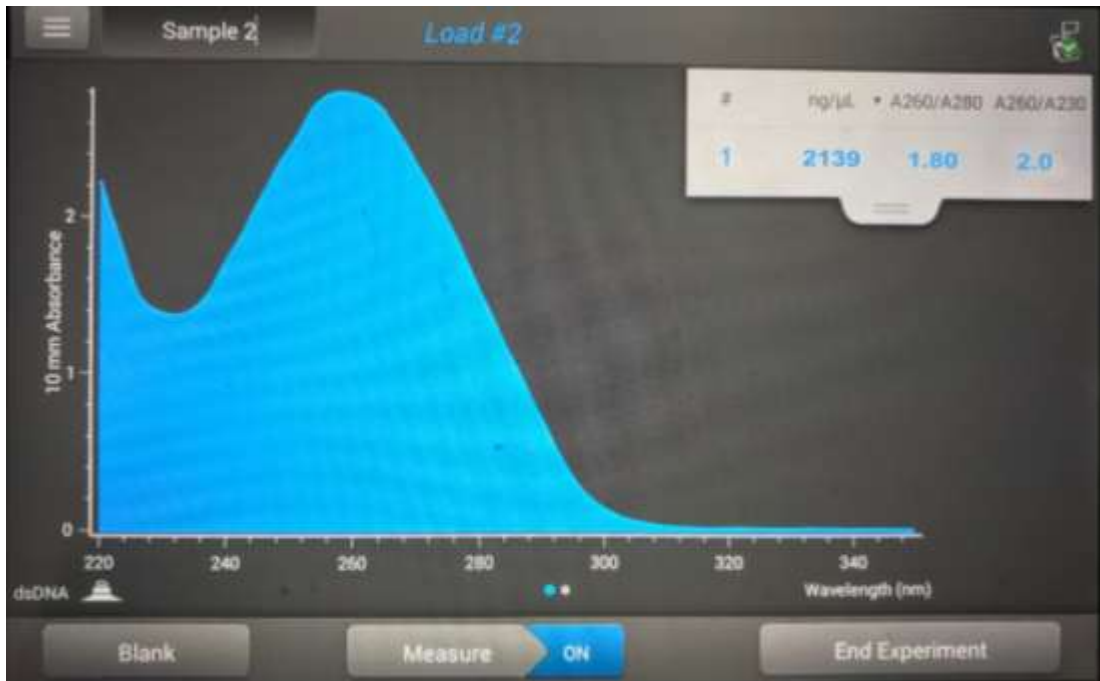 Sample 2
Load #2
# ng/µL A260/A280 A260/A230
1 2139 1.80 2.0
2
1
0
10 mm Absorbance
220 240 260 280 300 320 340
Wavelength (nm)
dsDNA
Blank
Measure
ON
End Experiment